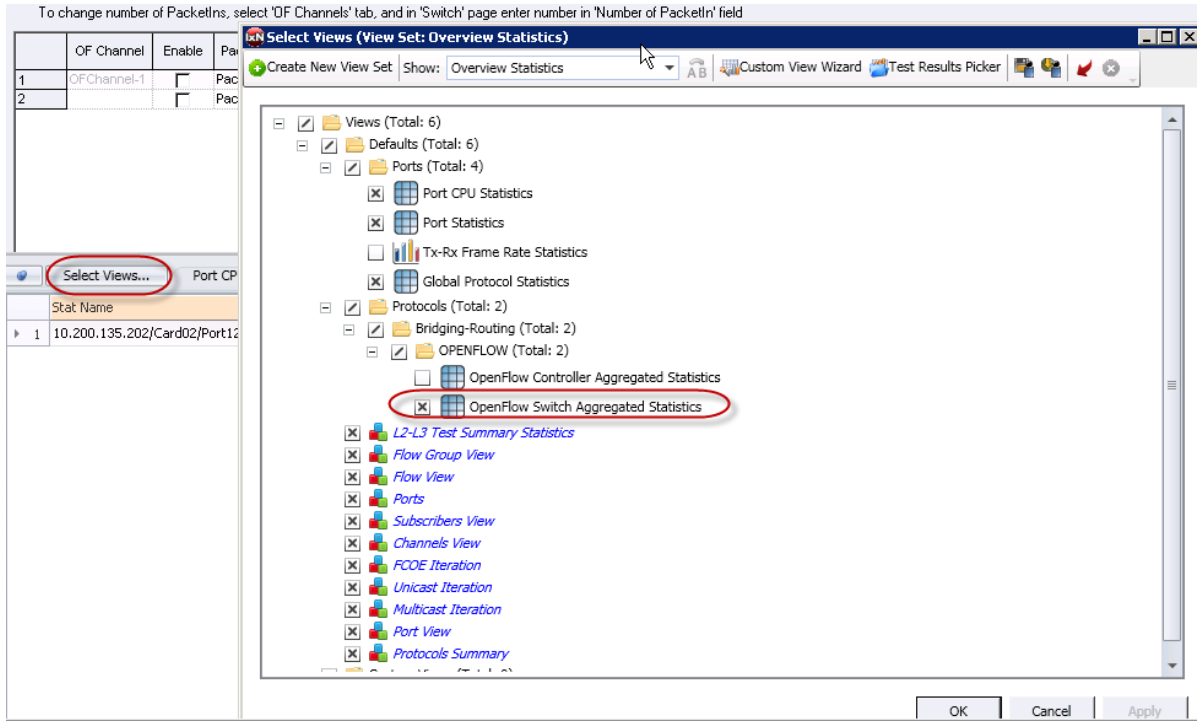 To change number of PacketIns, select 'OF Channels' tab, and in 'Switch' page enter number in 'Number of PacketIn' field
OF Channel Enable Pac
1 OFChannel-1 Pac
2 Pac
IxN Select Views (View Set: Overview Statistics)
Create New View Set Show: Overview Statistics AB Custom View Wizard Test Results Picker
Views (Total: 6)
Defaults (Total: 6)
Ports (Total: 4)
Port CPU Statistics
Port Statistics
Tx-Rx Frame Rate Statistics
Global Protocol Statistics
Protocols (Total: 2)
Bridging-Routing (Total: 2)
OPENFLOW (Total: 2)
OpenFlow Controller Aggregated Statistics
OpenFlow Switch Aggregated Statistics
L2-L3 Test Summary Statistics
Flow Group View
Flow View
Ports
Subscribers View
Channels View
FCOE Iteration
Unicast Iteration
Multicast Iteration
Port View
Protocols Summary
Select Views... Port CP
Stat Name
1 10.200.135.202/Card02/Port12
OK Cancel Apply